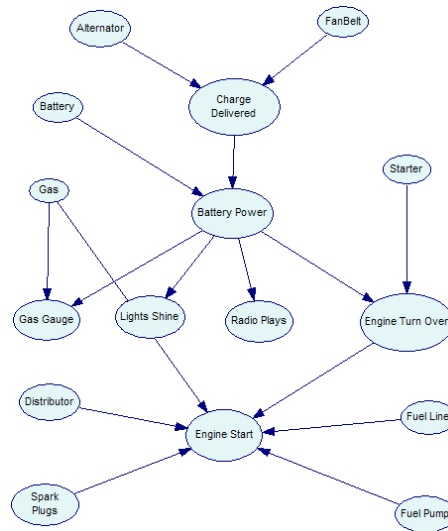 Alternator
FanBelt
Charge
Delivered
Battery
Gas
Starter
Battery Power
Gas Gauge
Lights Shine
Radio Plays
Engine Turn Over
Distributor
Engine Start
Fuel Line
Spark
Plugs
Fuel Pump